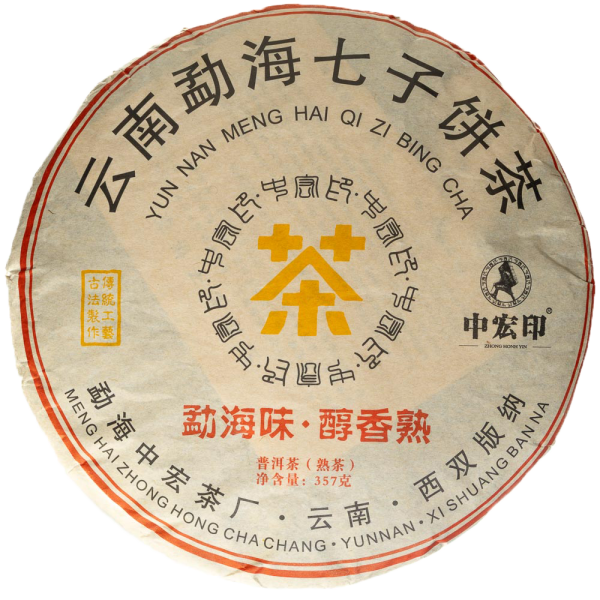 云南勐海七子饼茶
YUN NAN MENG HAI QI ZI BING CHA
中宏印·中宏印·中宏印·中宏印·中宏印·中宏印·中宏印·中宏印·
茶
傳統工藝
古法製作
中宏印®
ZHONG HONN YIN
勐海味·醇香熟
普洱茶（熟茶）
净含量：357克
勐海中宏茶厂·云南·西双版纳
MENG HAI ZHONG HONG CHA CHANG·YUNNAN·XI SHUANG BAN NA